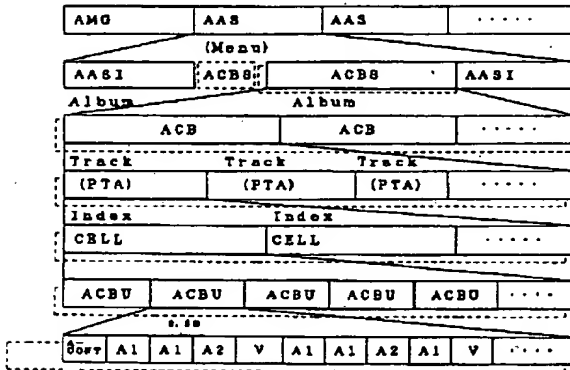 AMG AAS AAS ·····
(Menu)
AASI ACBS ACBS AASI
Album Album
ACB ACB ·····
Track Track Track
(PTA) (PTA) (PTA) ·····
Index Index
CELL CELL ·····
ACBU ACBU ACBU ACBU ACBU ····
A1 A1 A2 V A1 A1 A2 A1 V ····